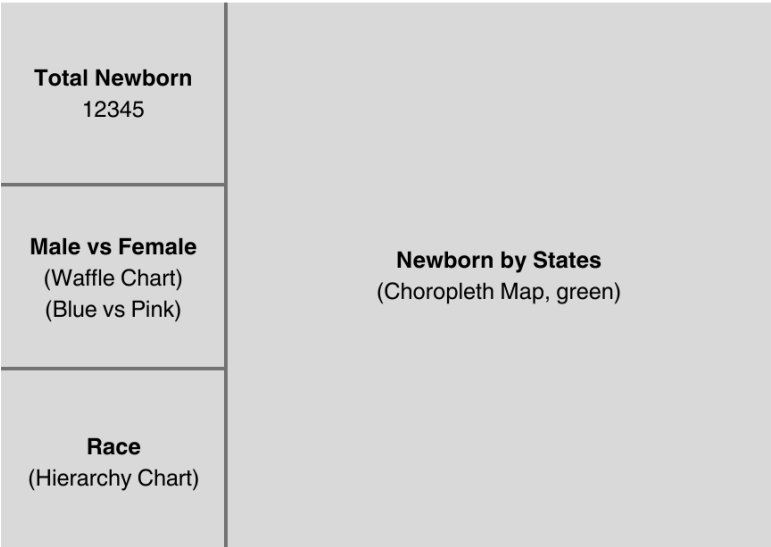 Total Newborn
12345
Male vs Female
(Waffle Chart)
(Blue vs Pink)
Race
(Hierarchy Chart)
Newborn by States
(Choropleth Map, green)